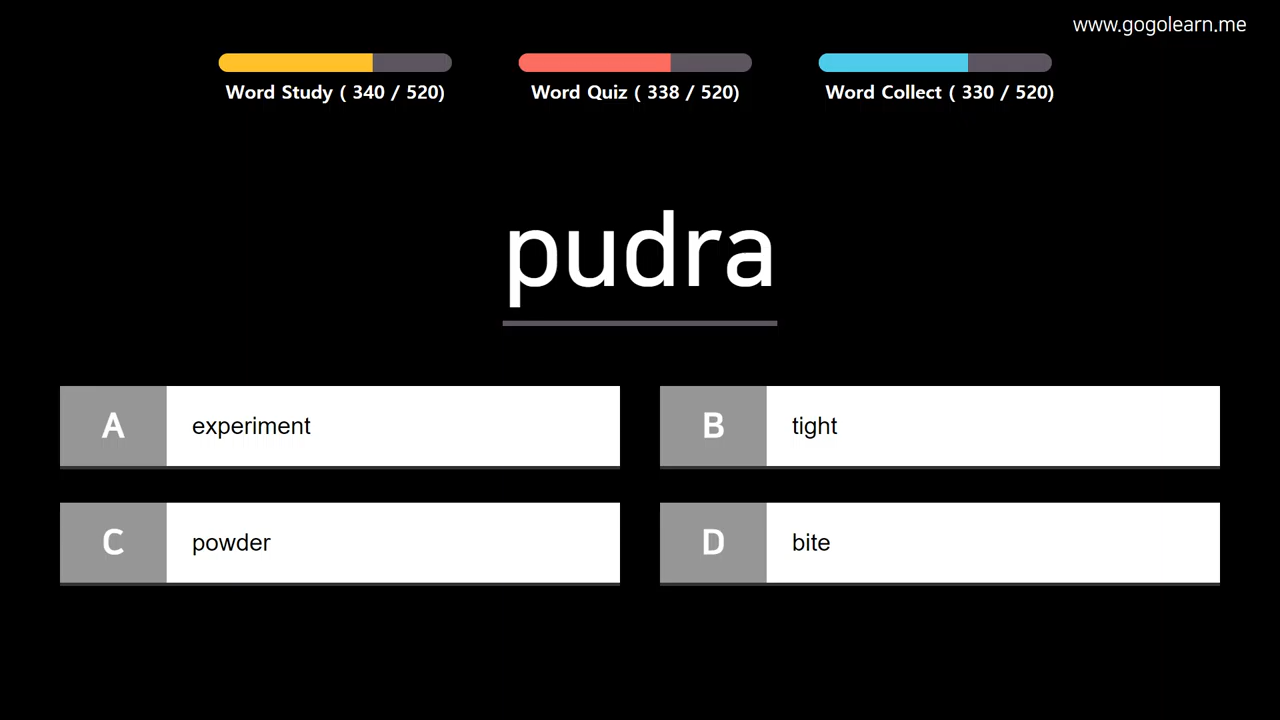 www.gogolearn.me
Word Study ( 340 / 520)
Word Quiz ( 338 / 520)
Word Collect ( 330 / 520)
pudra
A experiment
B tight
C powder
D bite